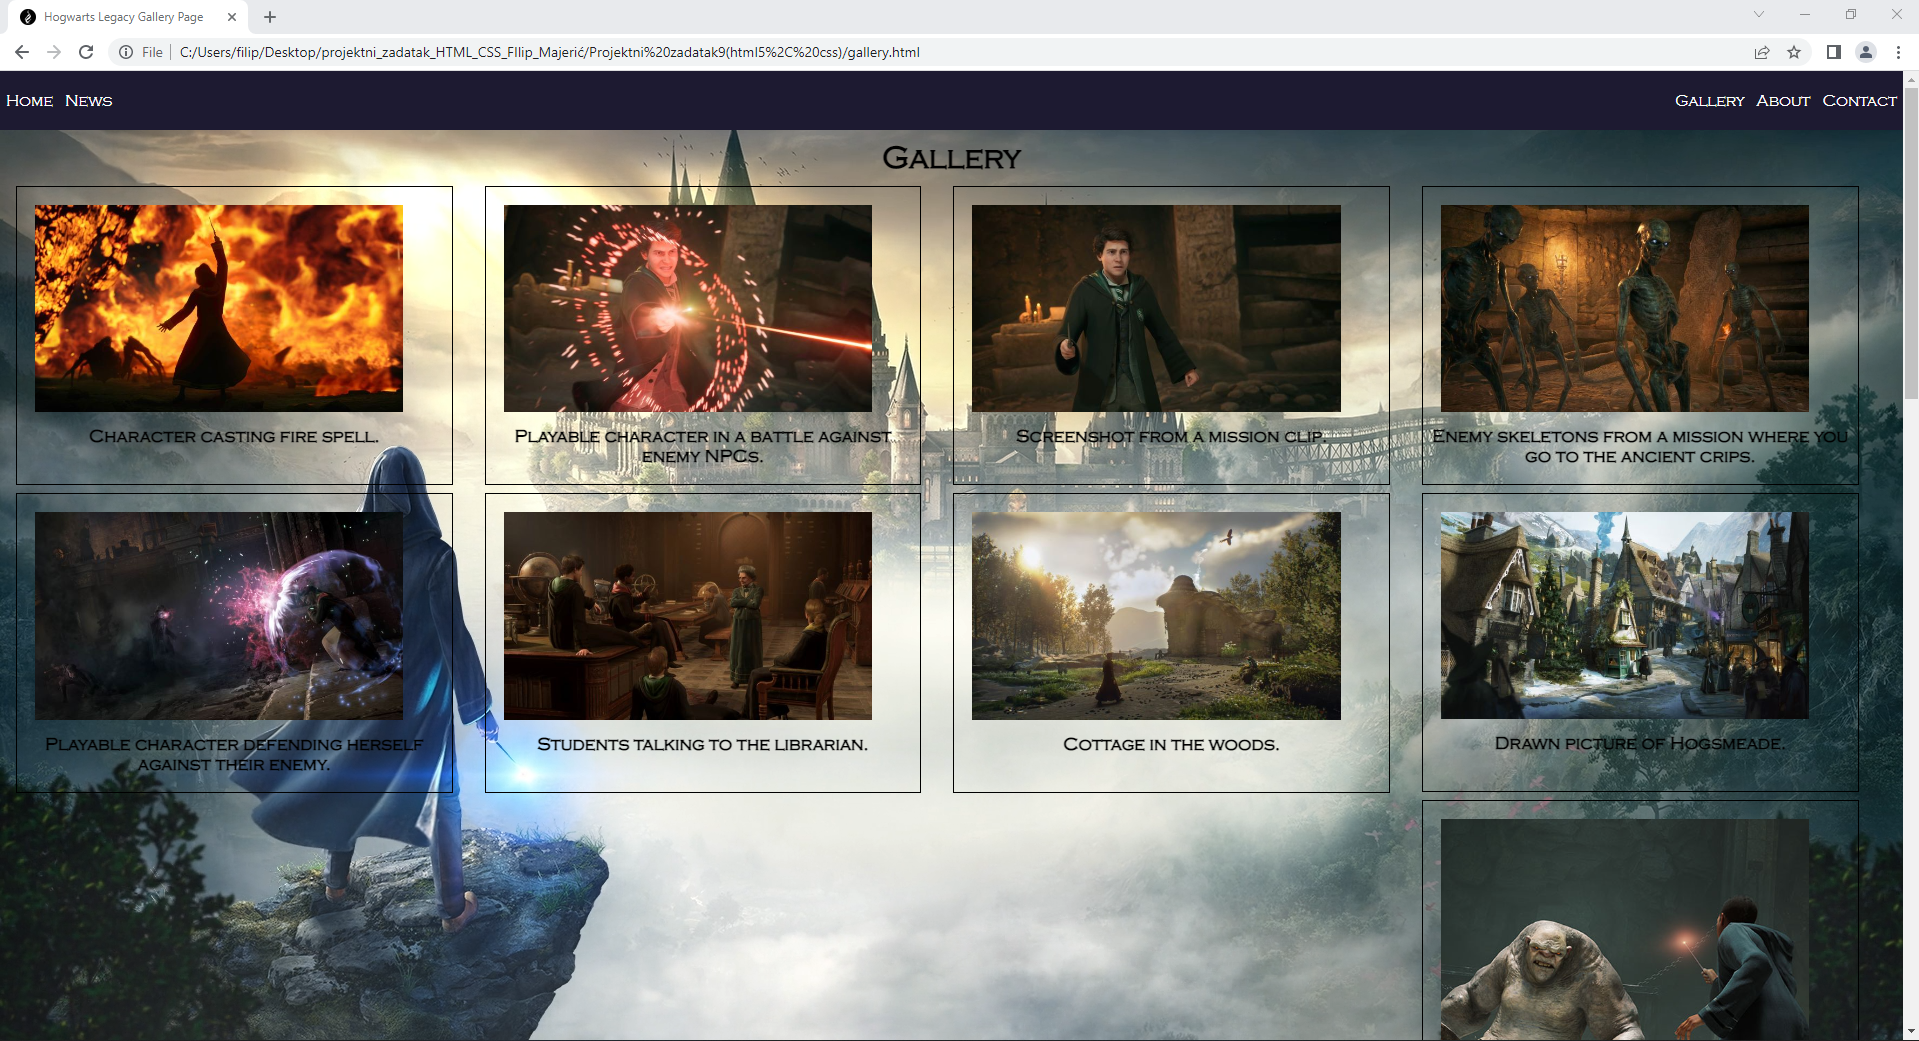 Hogwarts Legacy Gallery Page
File
C:/Users/filip/Desktop/projektni_zadatak_HTML_CSS_FIlip_Majerić/Projektni%20zadatak9(html5%2C%20css)/gallery.html
Home News Gallery About Contact
Gallery
Character casting fire spell.
Playable character in a battle against
enemy NPCs.
Screenshot from a mission clip.
Enemy skeletons from a mission where you
go to the ancient crips.
Playable character defending herself
against their enemy.
Students talking to the librarian.
Cottage in the woods.
Drawn picture of Hogsmeade.